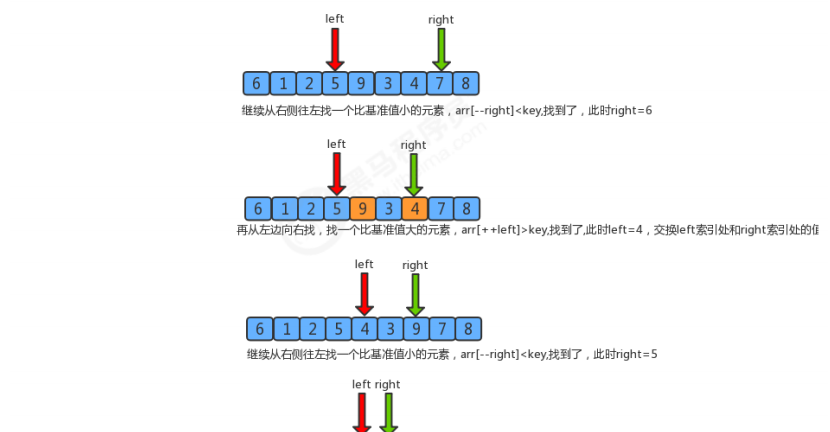 left right
6 1 2 5 9 3 4 7 8
继续从右侧往左找一个比基准值小的元素，arr[--right]<key,找到了，此时right=6
left right
6 1 2 5 9 3 4 7 8
再从左边向右找，找一个比基准值大的元素，arr[++left]>key,找到了,此时left=4，交换left索引处和right索引处的值
left right
6 1 2 5 4 3 9 7 8
继续从右侧往左找一个比基准值小的元素，arr[--right]<key,找到了，此时right=5
left right